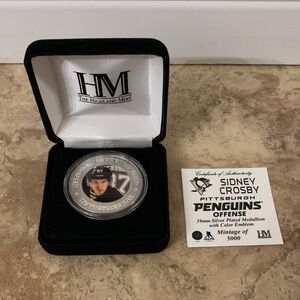 HM
THE HIGHLAND MINT
Certificate of Authenticity
SIDNEY
CROSBY
PITTSBURGH
PENGUINS
OFFENSE
39mm Silver Plated Medallion
with Color Emblem
Mintage of
5000
HM